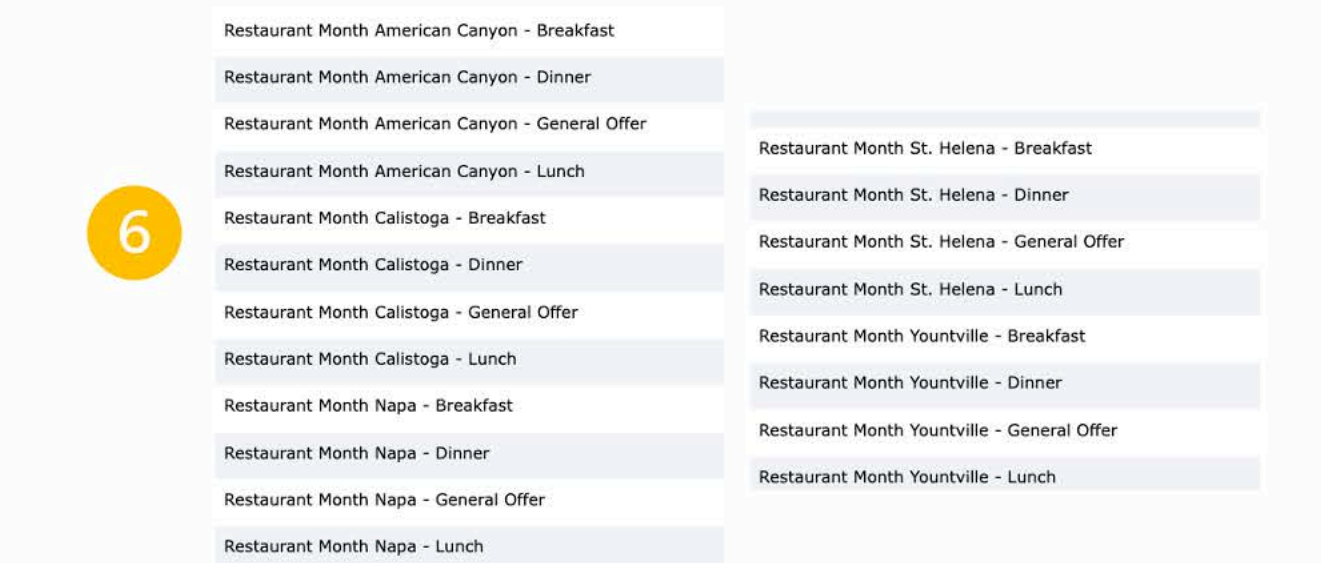 6
Restaurant Month American Canyon - Breakfast
Restaurant Month American Canyon - Dinner
Restaurant Month American Canyon - General Offer
Restaurant Month American Canyon - Lunch
Restaurant Month Calistoga - Breakfast
Restaurant Month Calistoga - Dinner
Restaurant Month Calistoga - General Offer
Restaurant Month Calistoga - Lunch
Restaurant Month Napa - Breakfast
Restaurant Month Napa - Dinner
Restaurant Month Napa - General Offer
Restaurant Month Napa - Lunch
Restaurant Month St. Helena - Breakfast
Restaurant Month St. Helena - Dinner
Restaurant Month St. Helena - General Offer
Restaurant Month St. Helena - Lunch
Restaurant Month Yountville - Breakfast
Restaurant Month Yountville - Dinner
Restaurant Month Yountville - General Offer
Restaurant Month Yountville - Lunch